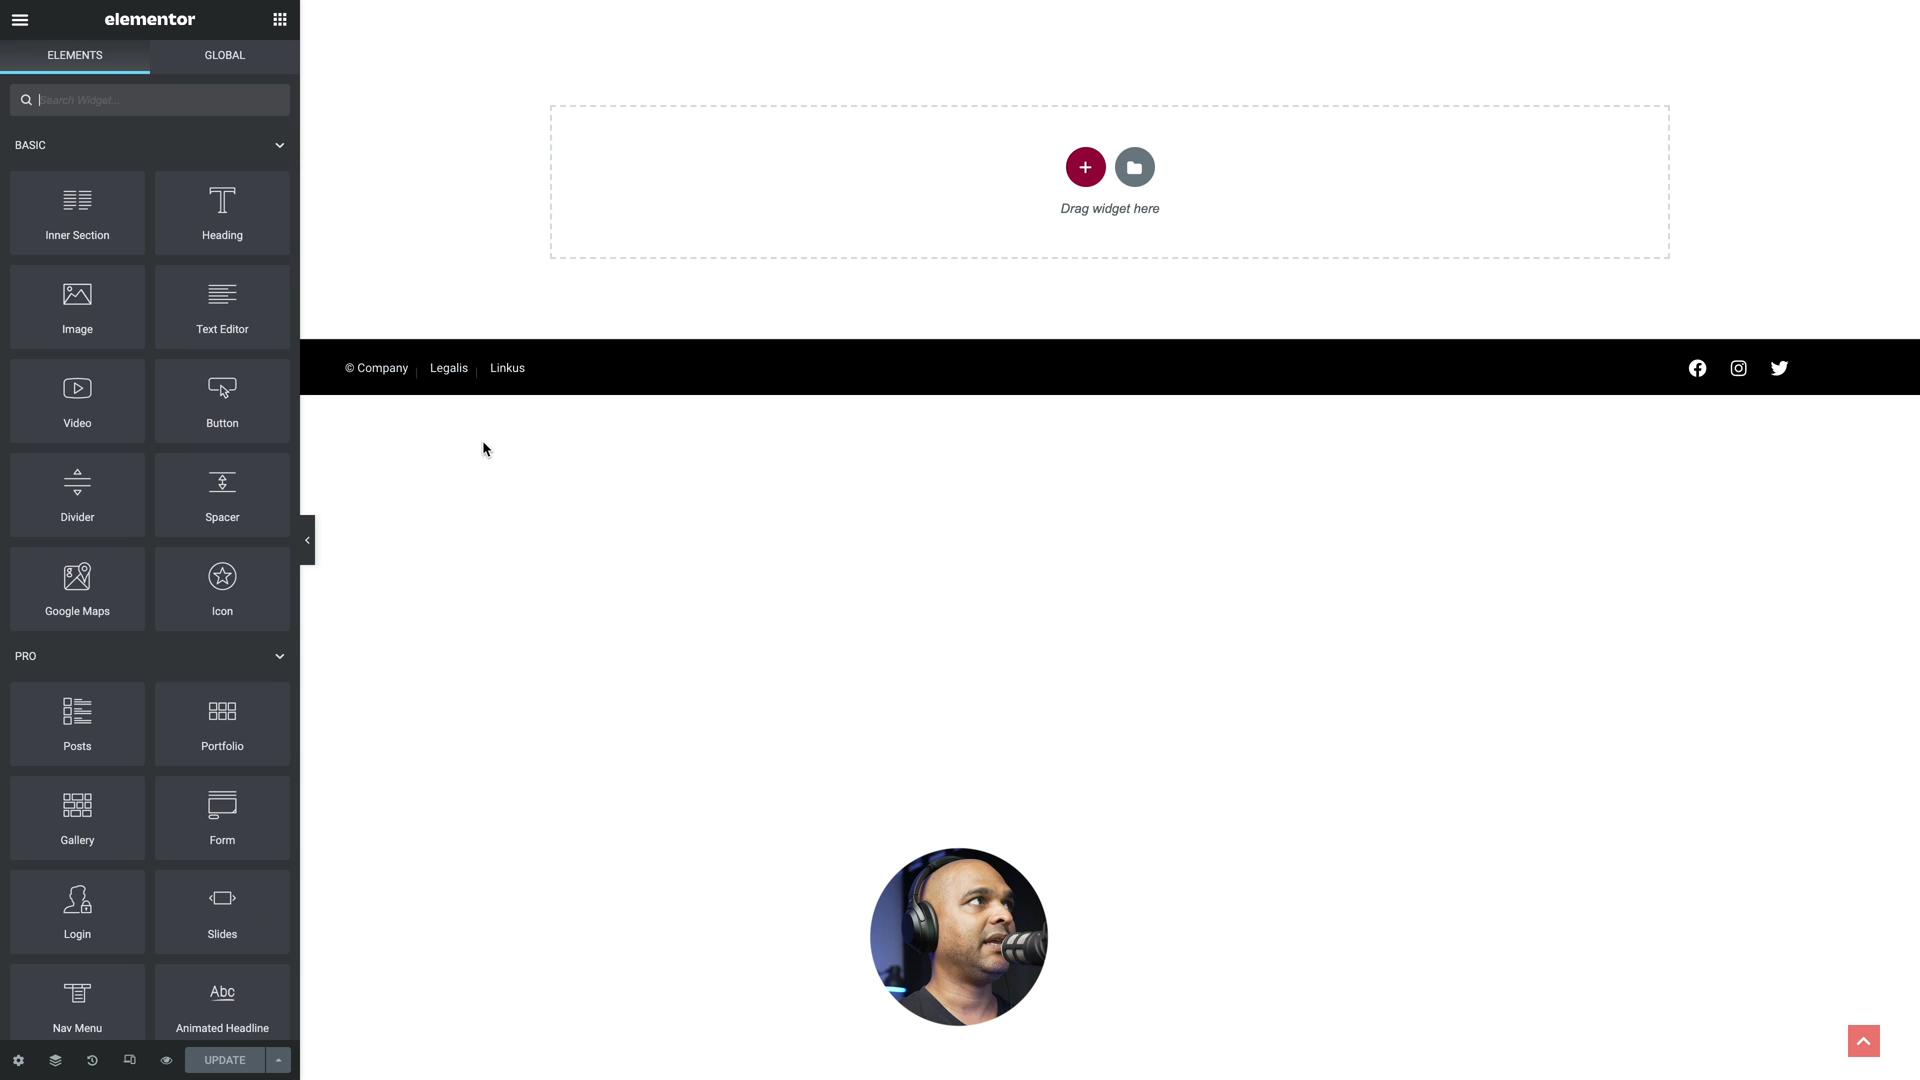 elementor
ELEMENTS
GLOBAL
Search Widget...
BASIC
Inner Section
Heading
Image
Text Editor
Video
Button
Divider
Spacer
Google Maps
Icon
PRO
Posts
Portfolio
Gallery
Form
Login
Slides
Nav Menu
Abc
Animated Headline
UPDATE
Drag widget here
© Company | Legalis | Linkus